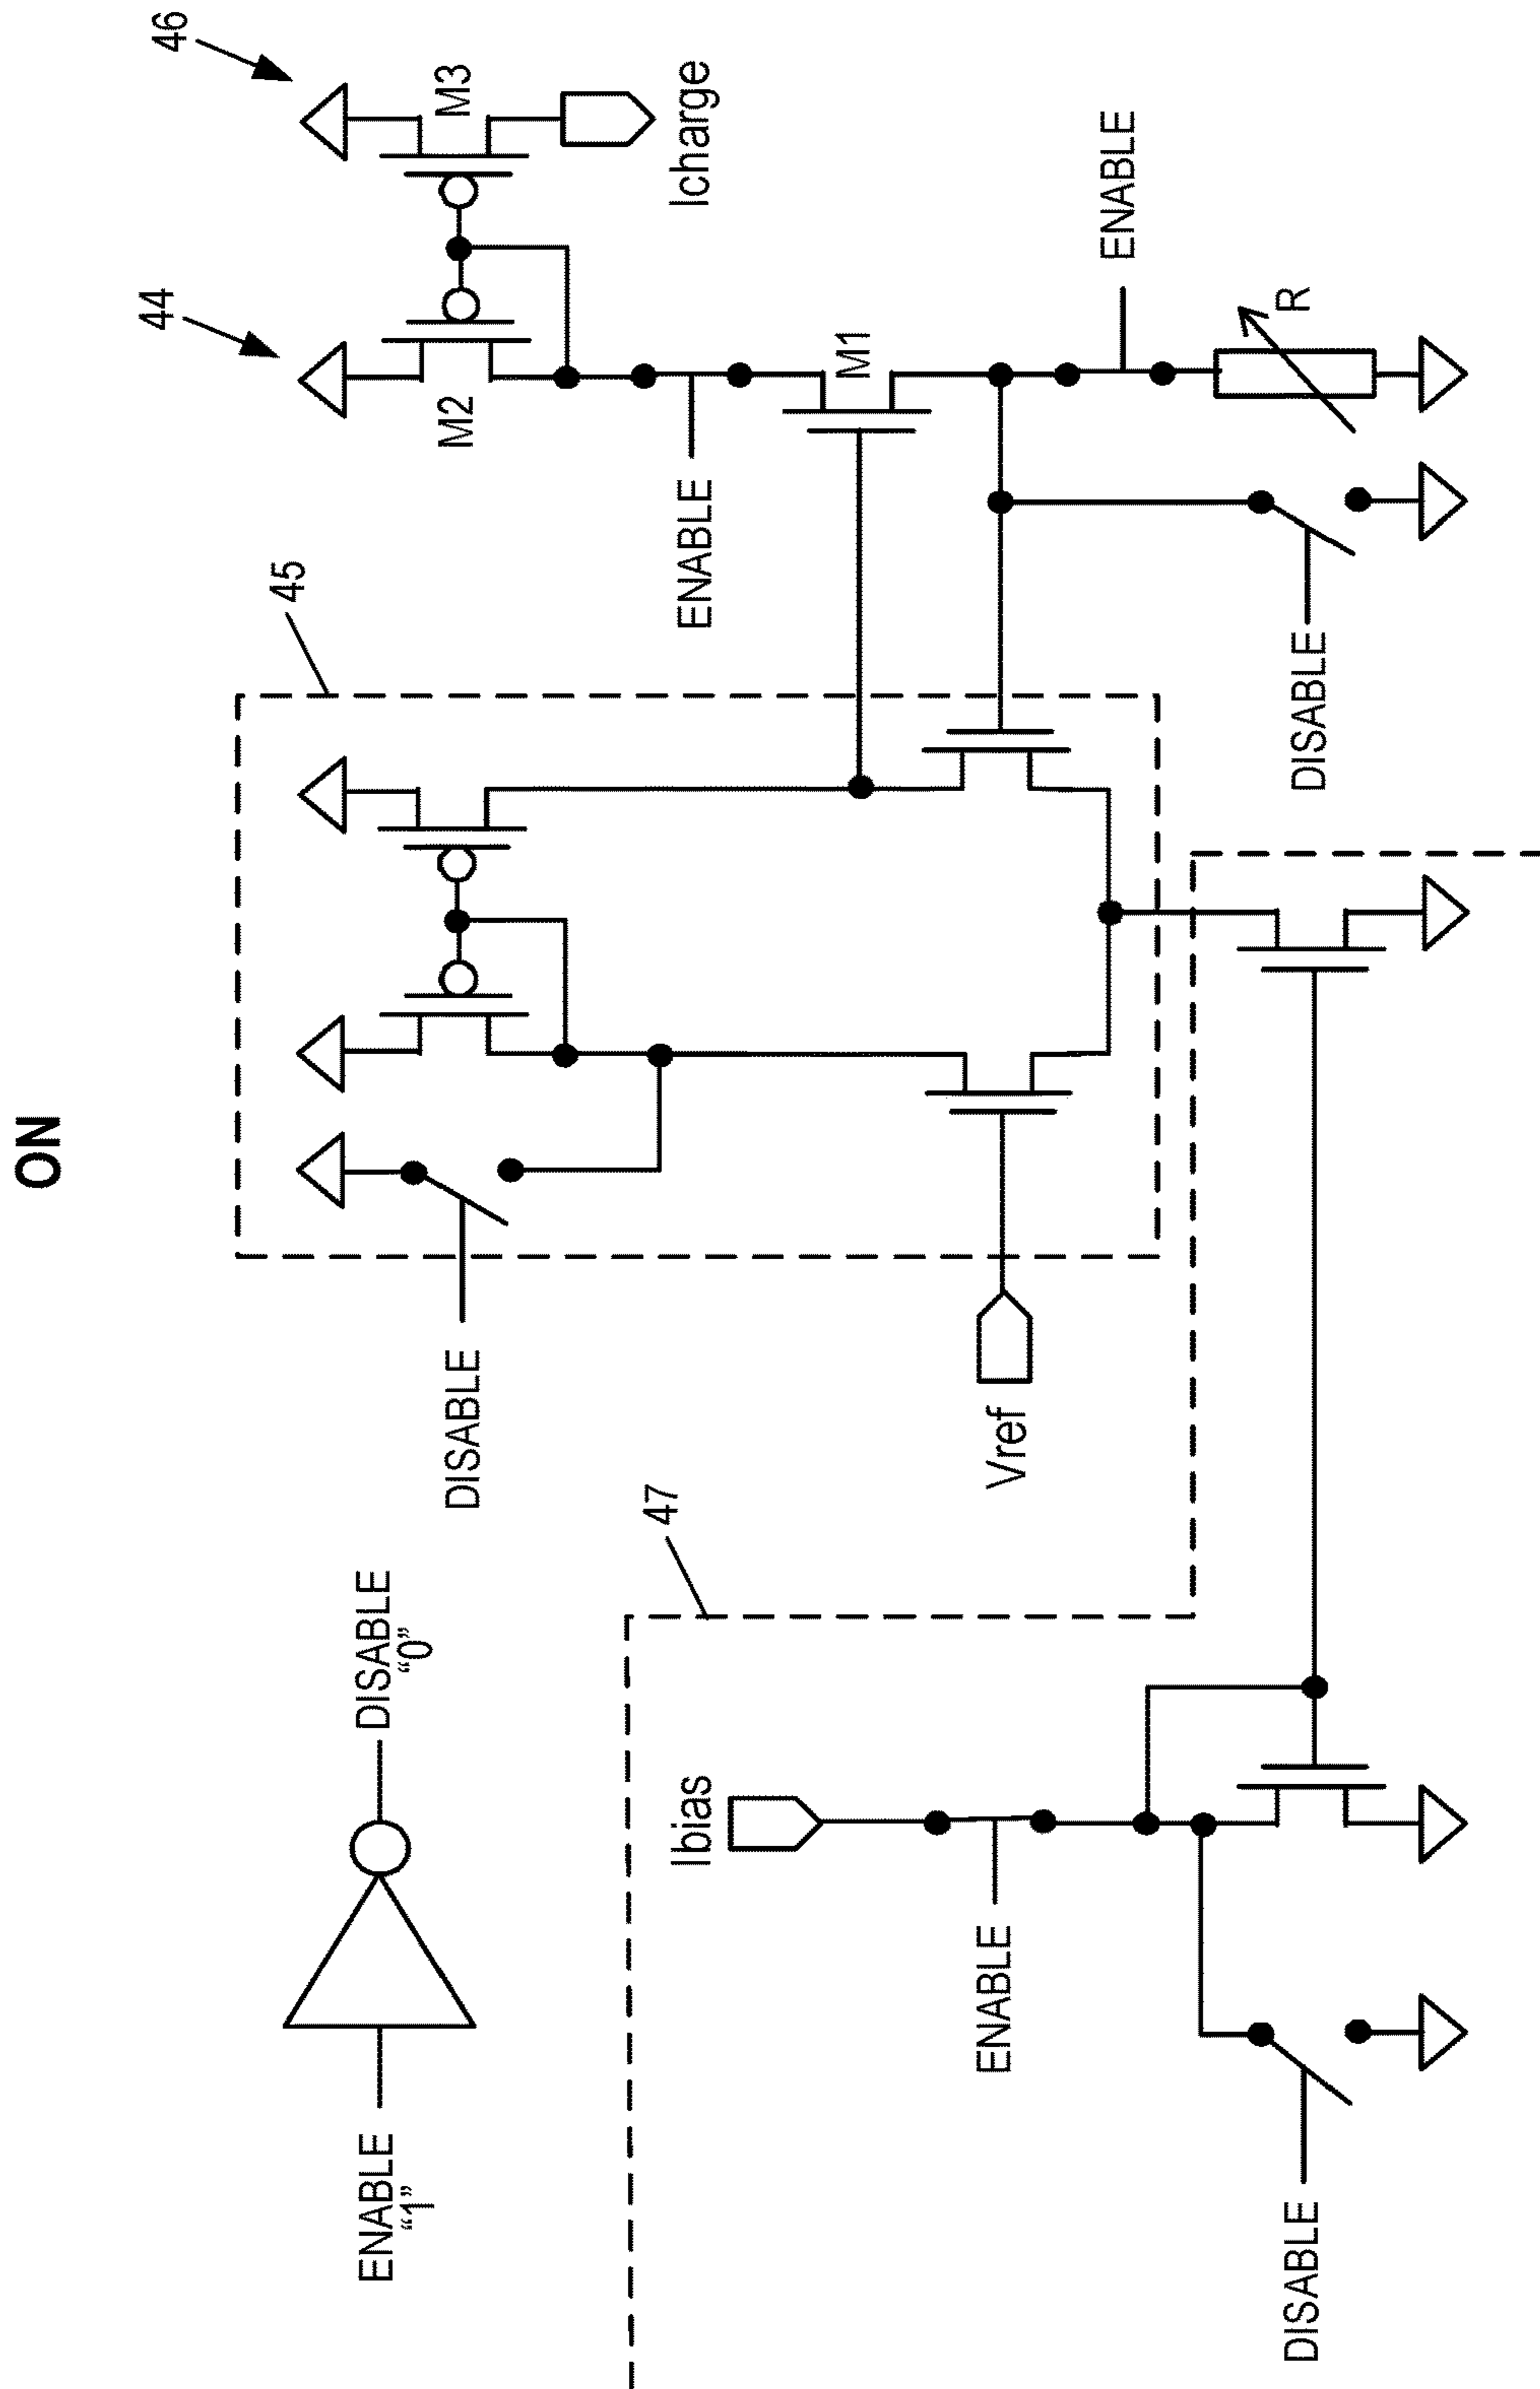 ON
ENABLE
“1”
DISABLE
“0”
DISABLE
45
44
46
M2
M3
Icharge
ENABLE
M1
Vref
47
Ibias
ENABLE
DISABLE
DISABLE
ENABLE
R